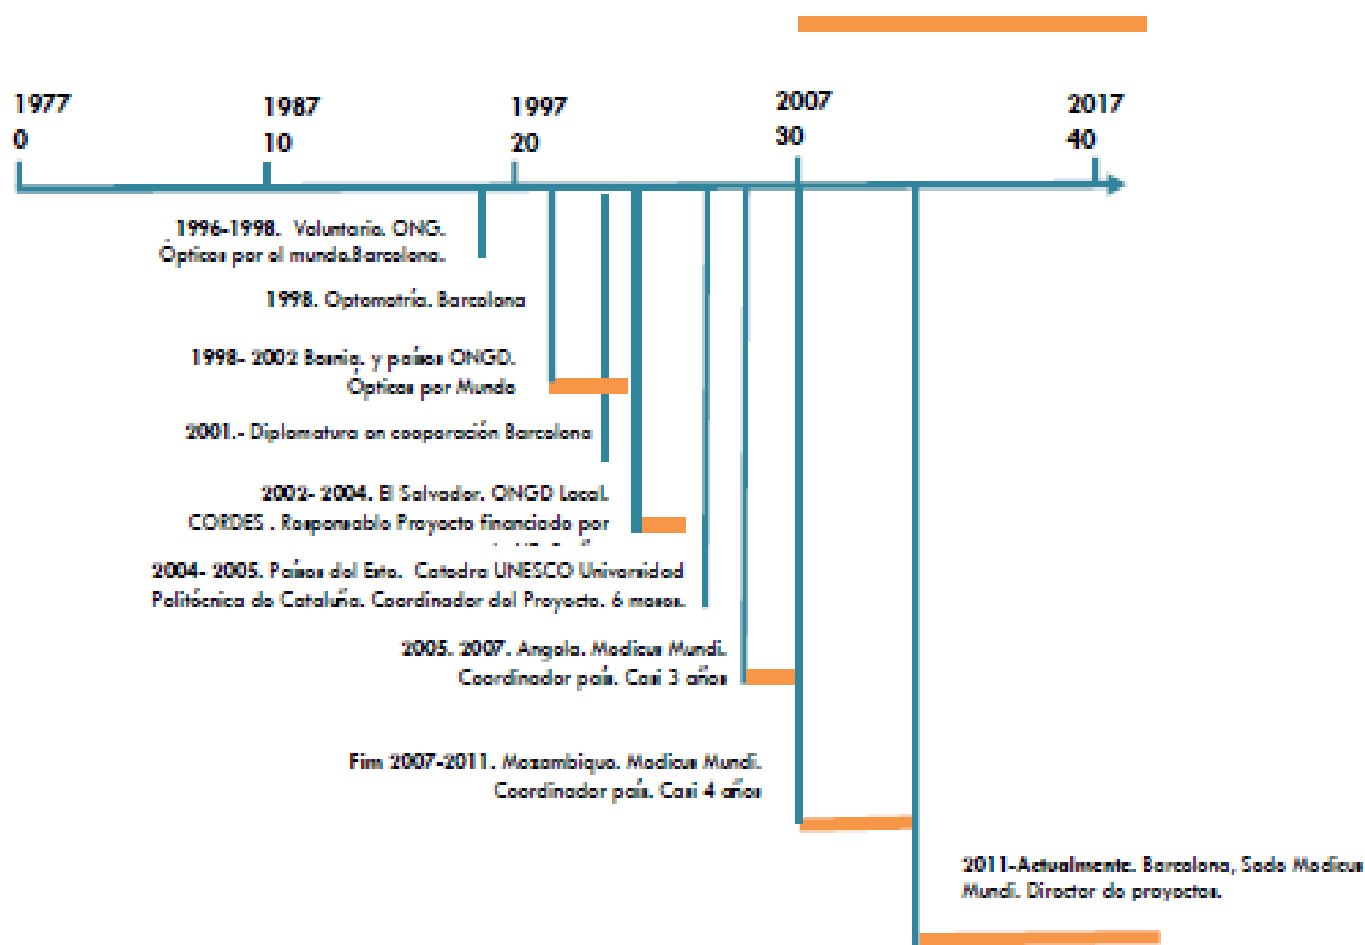 1977
1987
1997
2007
2017
0
10
20
30
40
1996-1998. Voluntario. ONG.
Ópticos por el mundo.Barcelona.
1998. Optometría. Barcelona
1998- 2002 Bosnia. y países ONGD.
Ópticos por Mundo
2001.- Diplomatura en cooperación Barcelona
2002- 2004. El Salvador. ONGD Local.
CORDES . Responsable Proyecto financiado por
2004- 2005. Países del Este. Catedra UNESCO Universidad
Politécnica de Cataluña. Coordinador del Proyecto. 6 meses.
2005. 2007. Angola. Medicus Mundi.
Coordinador país. Casi 3 años
Fim 2007-2011. Mozambique. Medicus Mundi.
Coordinador país. Casi 4 años
2011-Actualmente. Barcelona, Sede Medicus
Mundi. Director de proyectos.